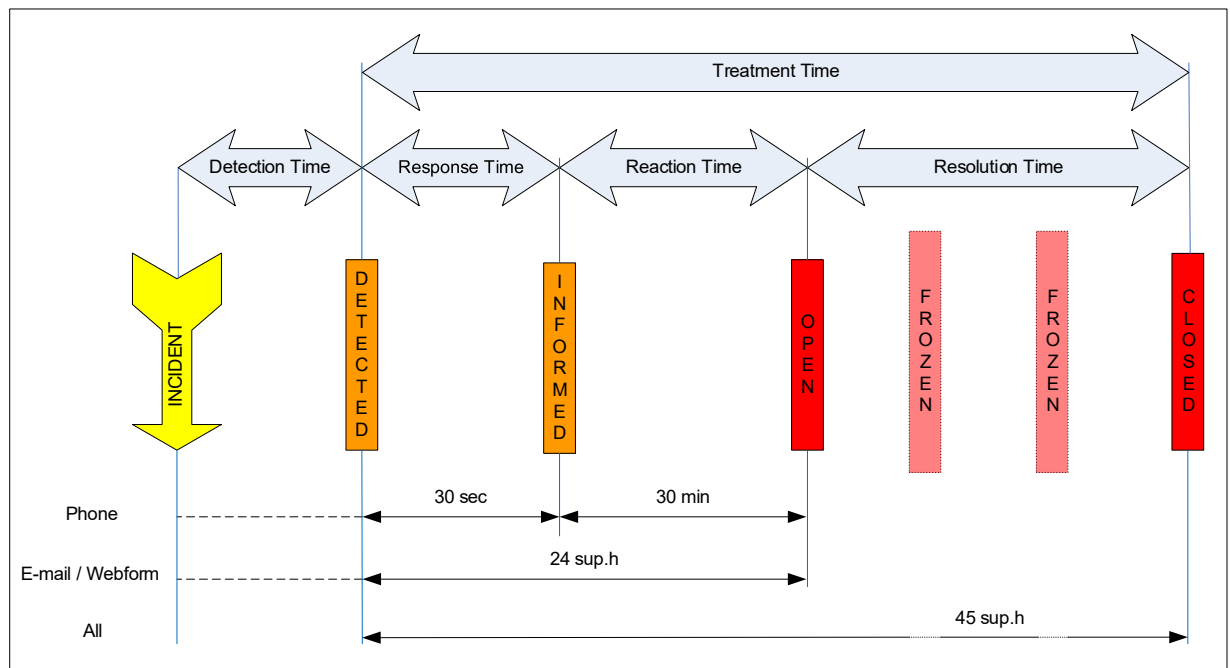 Treatment Time
Detection Time
Response Time
Reaction Time
Resolution Time
INCIDENT
DETECTED
INFORMED
OPEN
FROZEN
FROZEN
CLOSED
Phone
30 sec
30 min
E-mail / Webform
24 sup.h
All
45 sup.h